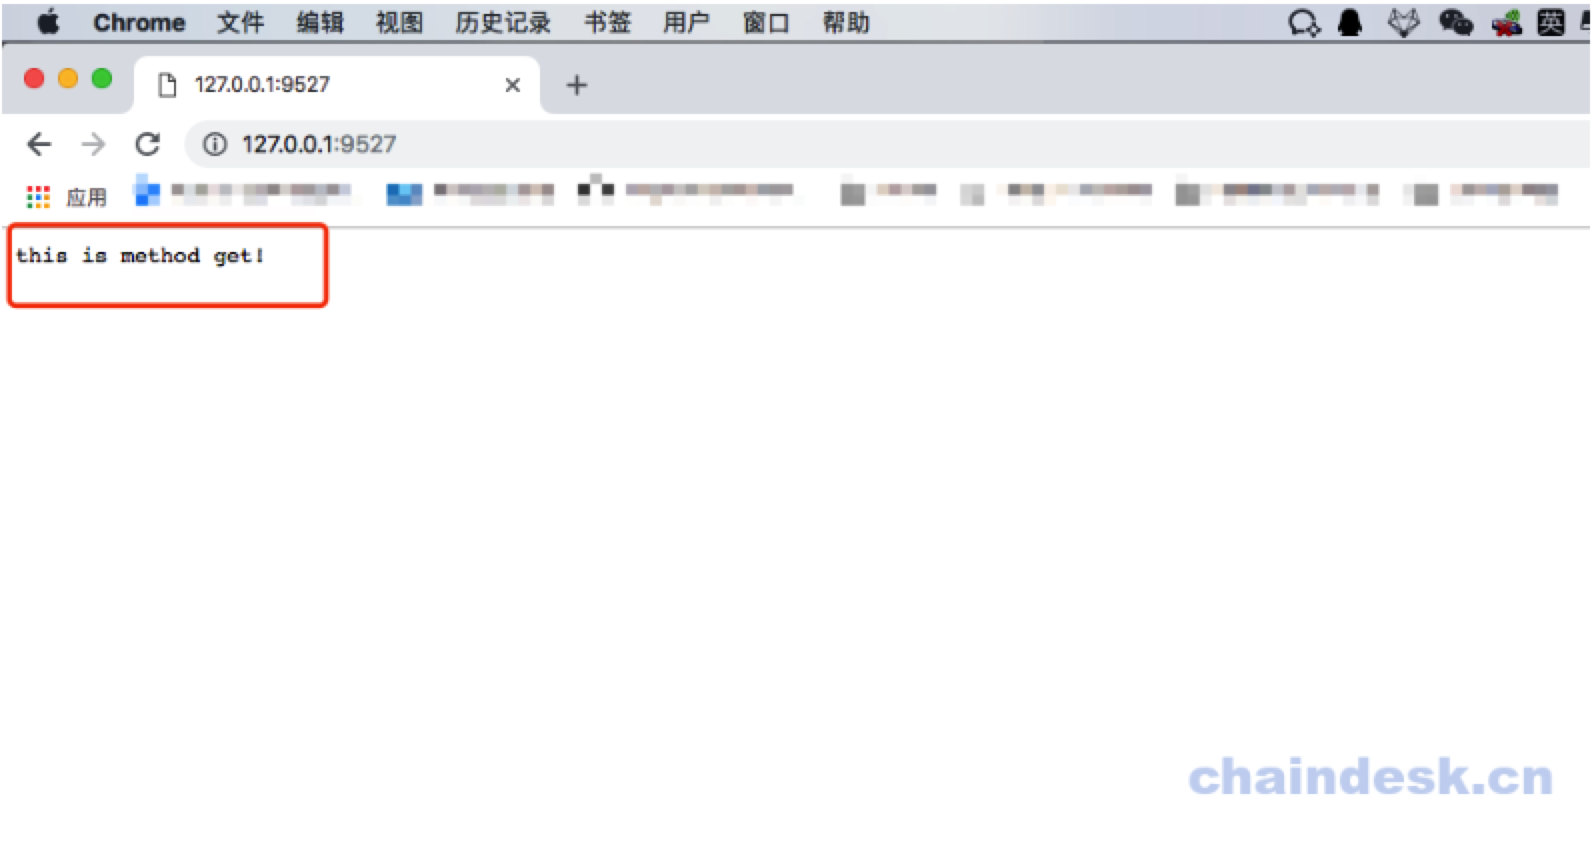 Chrome 文件 编辑 视图 历史记录 书签 用户 窗口 帮助 英
127.0.0.1:9527
127.0.0.1:9527
应用
this is method get!
chaindesk.cn